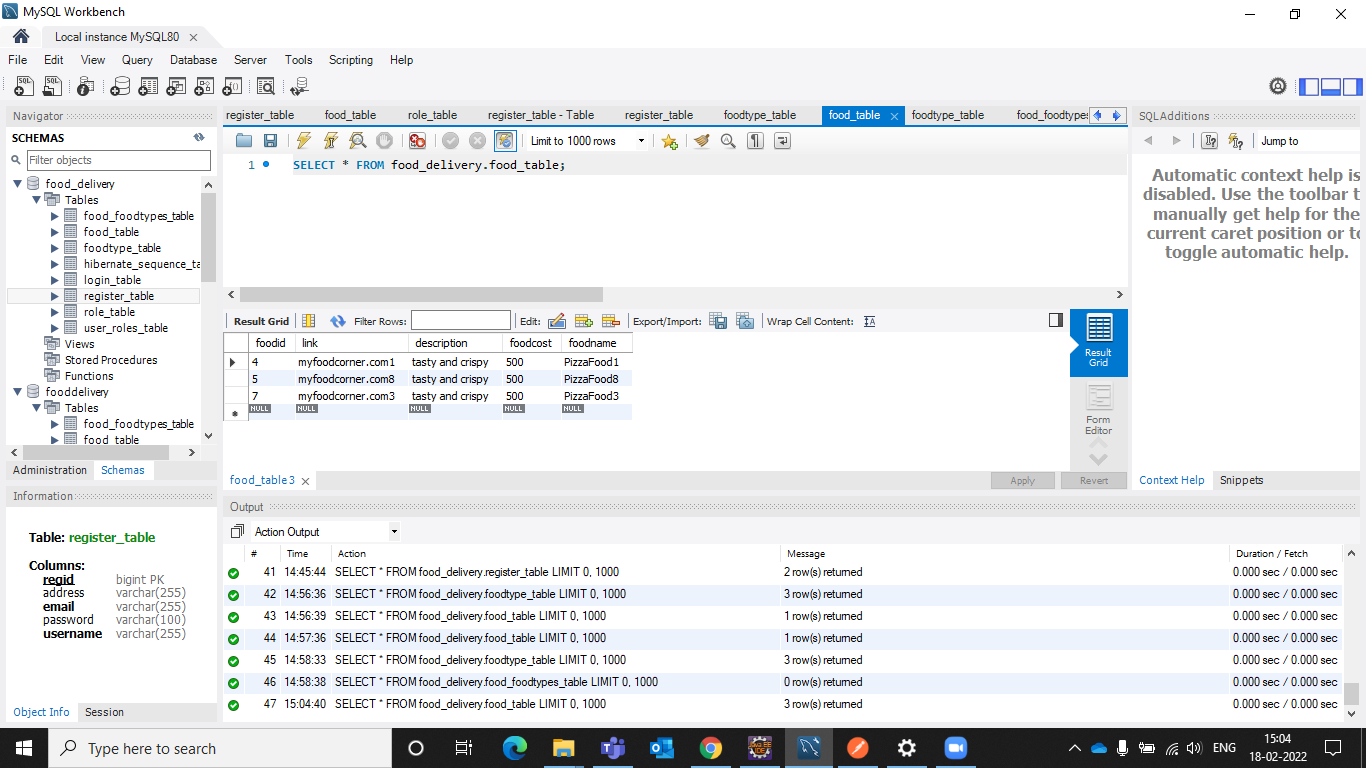 MySQL Workbench
Local instance MySQL80
File Edit View Query Database Server Tools Scripting Help
Navigator
SCHEMAS
Filter objects
food_delivery
Tables
food_foodtypes_table
food_table
foodtype_table
hibernate_sequence_ta
login_table
register_table
role_table
user_roles_table
Views
Stored Procedures
Functions
fooddelivery
Tables
food_foodtypes_table
food_table
Administration Schemas
Information
Table: register_table
Columns:
regid bigint PK
address varchar(255)
email varchar(255)
password varchar(100)
username varchar(255)
Object Info Session
register_table food_table role_table register_table - Table register_table foodtype_table food_table foodtype_table food_foodtypes
Limit to 1000 rows
1 SELECT * FROM food_delivery.food_table;
Result Grid Filter Rows: Edit: Export/Import: Wrap Cell Content:
foodid link description foodcost foodname
4 myfoodcorner.com1 tasty and crispy 500 PizzaFood1
5 myfoodcorner.com8 tasty and crispy 500 PizzaFood8
7 myfoodcorner.com3 tasty and crispy 500 PizzaFood3
NULL NULL NULL NULL NULL
Result
Grid
Form
Editor
food_table 3
Apply Revert
SQLAdditions
Jump to
Automatic context help is
disabled. Use the toolbar t
manually get help for the
current caret position or to
toggle automatic help.
Context Help Snippets
Output
Action Output
# Time Action Message Duration / Fetch
41 14:45:44 SELECT * FROM food_delivery.register_table LIMIT 0, 1000 2 row(s) returned 0.000 sec / 0.000 sec
42 14:56:36 SELECT * FROM food_delivery.foodtype_table LIMIT 0, 1000 3 row(s) returned 0.000 sec / 0.000 sec
43 14:56:39 SELECT * FROM food_delivery.food_table LIMIT 0, 1000 1 row(s) returned 0.000 sec / 0.000 sec
44 14:57:36 SELECT * FROM food_delivery.food_table LIMIT 0, 1000 1 row(s) returned 0.000 sec / 0.000 sec
45 14:58:33 SELECT * FROM food_delivery.foodtype_table LIMIT 0, 1000 3 row(s) returned 0.000 sec / 0.000 sec
46 14:58:38 SELECT * FROM food_delivery.food_foodtypes_table LIMIT 0, 1000 0 row(s) returned 0.000 sec / 0.000 sec
47 15:04:40 SELECT * FROM food_delivery.food_table LIMIT 0, 1000 3 row(s) returned 0.000 sec / 0.000 sec
Type here to search
ENG
15:04
18-02-2022